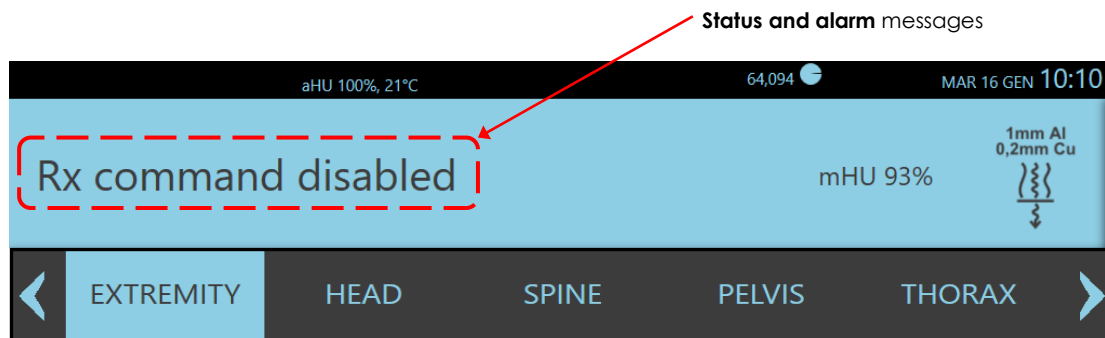 Status and alarm messages
aHU 100%, 21°C
64,094
MAR 16 GEN 10:10
1mm Al
0,2mm Cu
Rx command disabled
mHU 93%
EXTREMITY
HEAD
SPINE
PELVIS
THORAX